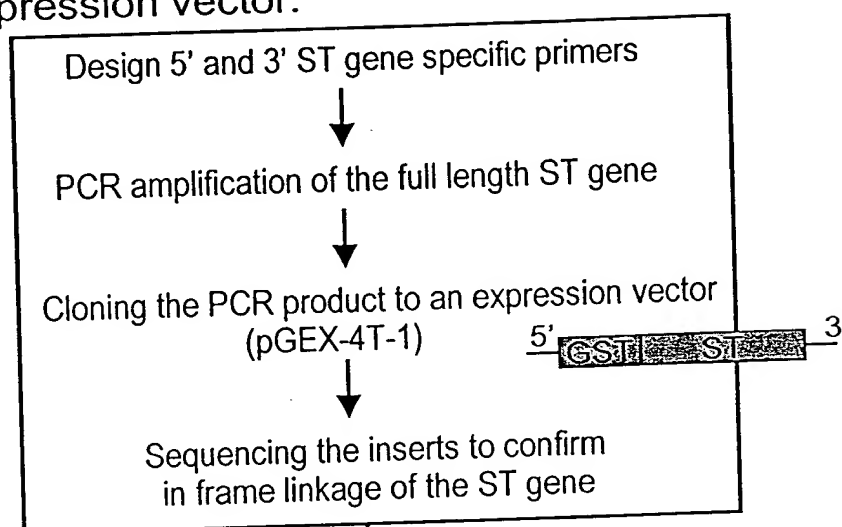 pression vector.
Design 5' and 3' ST gene specific primers
PCR amplification of the full length ST gene
Cloning the PCR product to an expression vector
(pGEX-4T-1)
5' GST ST 3
Sequencing the inserts to confirm
in frame linkage of the ST gene